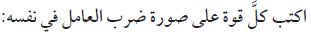 اكتب كلَّ قوة على صورة ضرب العامل في نفسه: